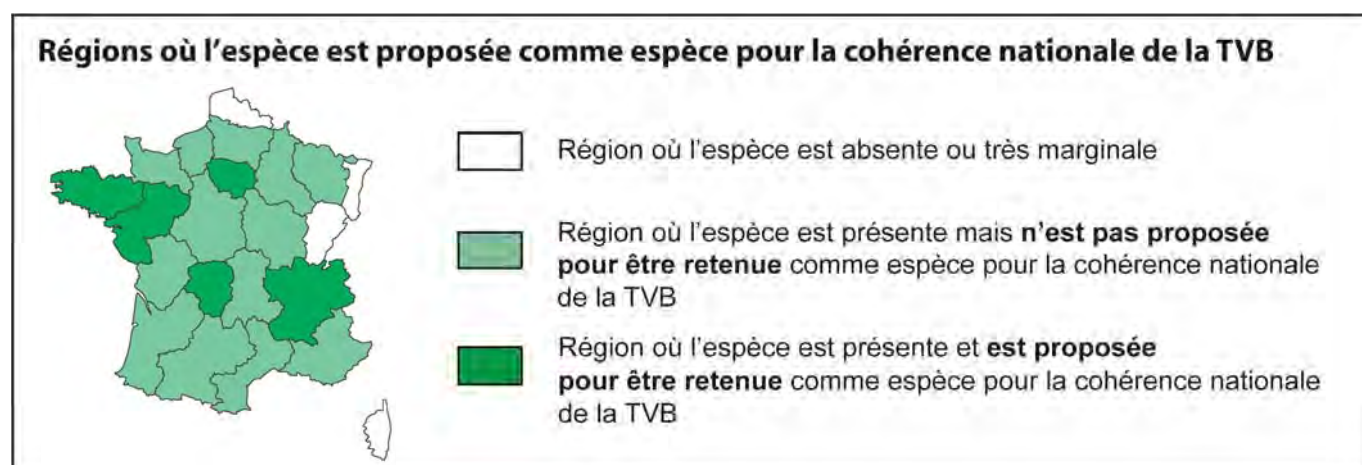 Régions où l'espèce est proposée comme espèce pour la cohérence nationale de la TVB
Région où l'espèce est absente ou très marginale
Région où l'espèce est présente mais n'est pas proposée
pour être retenue comme espèce pour la cohérence nationale
de la TVB
Région où l'espèce est présente et est proposée
pour être retenue comme espèce pour la cohérence nationale
de la TVB